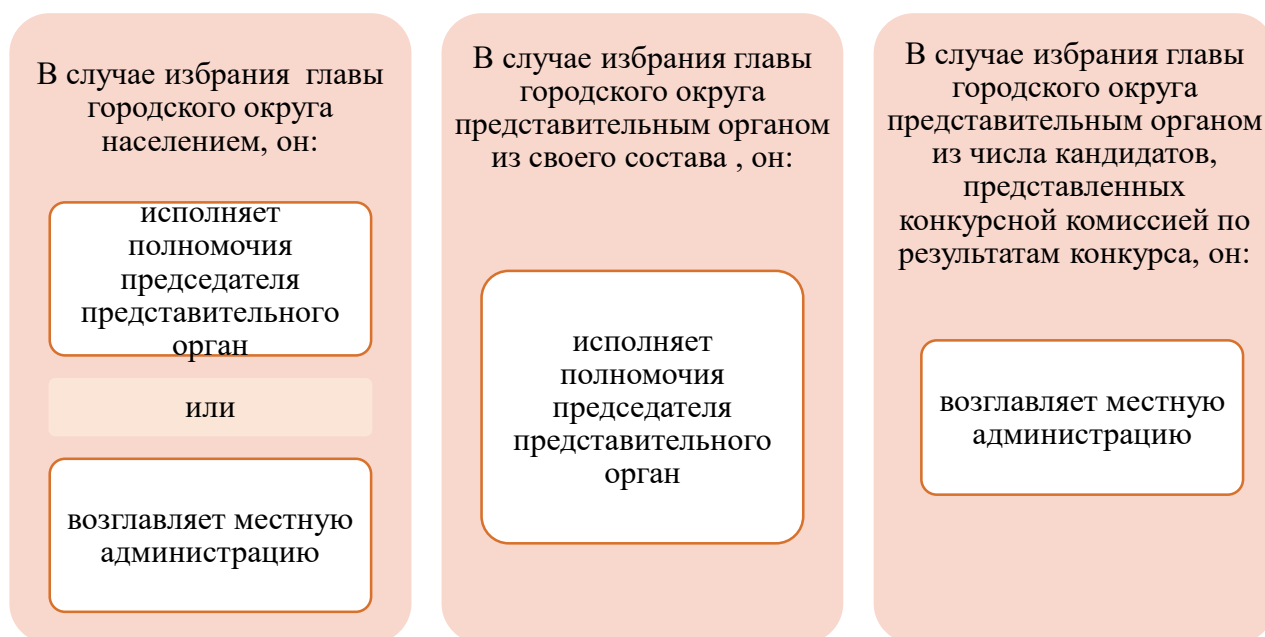 В случае избрания главы
городского округа
населением, он:
исполняет
полномочия
председателя
представительного
орган
или
возглавляет местную
администрацию
В случае избрания главы
городского округа
представительным органом
из своего состава , он:
исполняет
полномочия
председателя
представительного
орган
В случае избрания главы
городского округа
представительным органом
из числа кандидатов,
представленных
конкурсной комиссией по
результатам конкурса, он:
возглавляет местную
администрацию